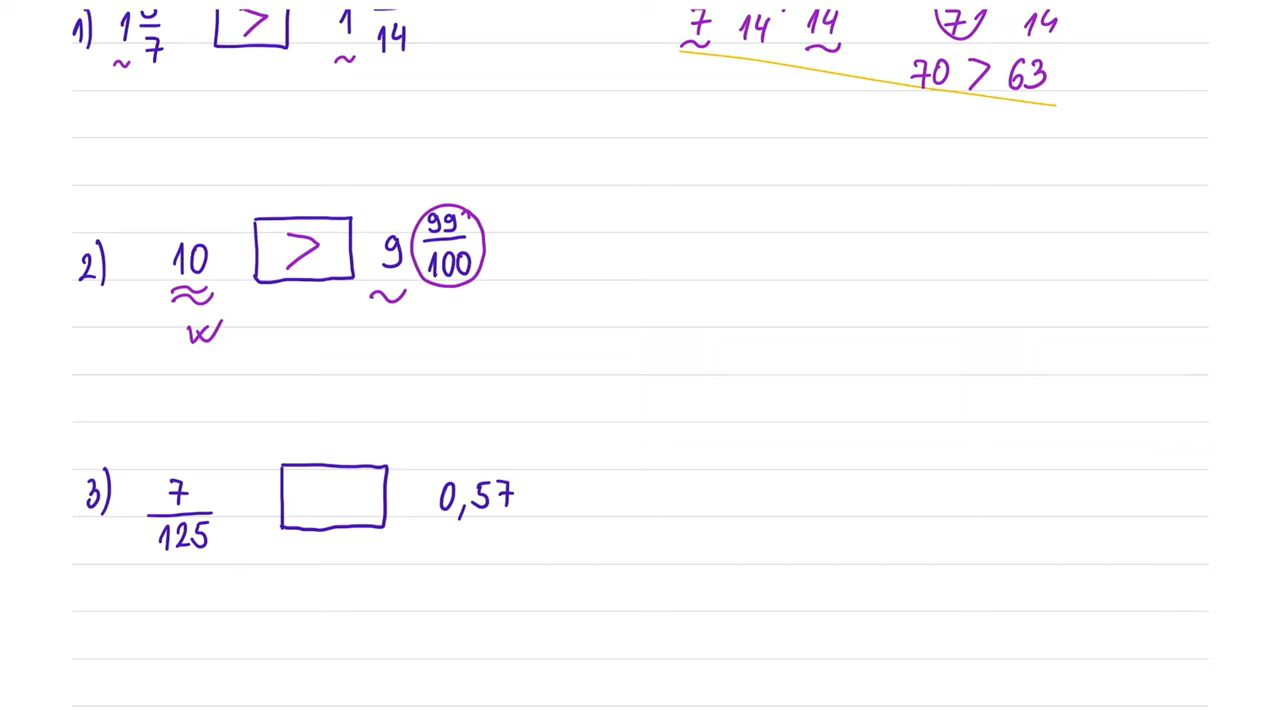 1) 1 /7 > 1 /14
7 14 14 7 14
70 > 63
2) 10 > 9 99/100
3) 7/125 0,57